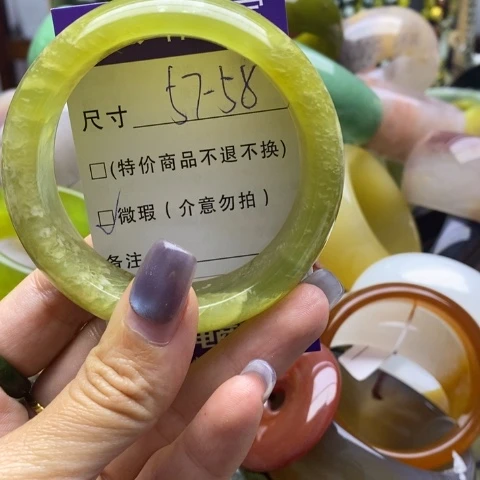 尺寸 57-58
□(特价商品不退不换)
☑微瑕(介意勿拍)
备注